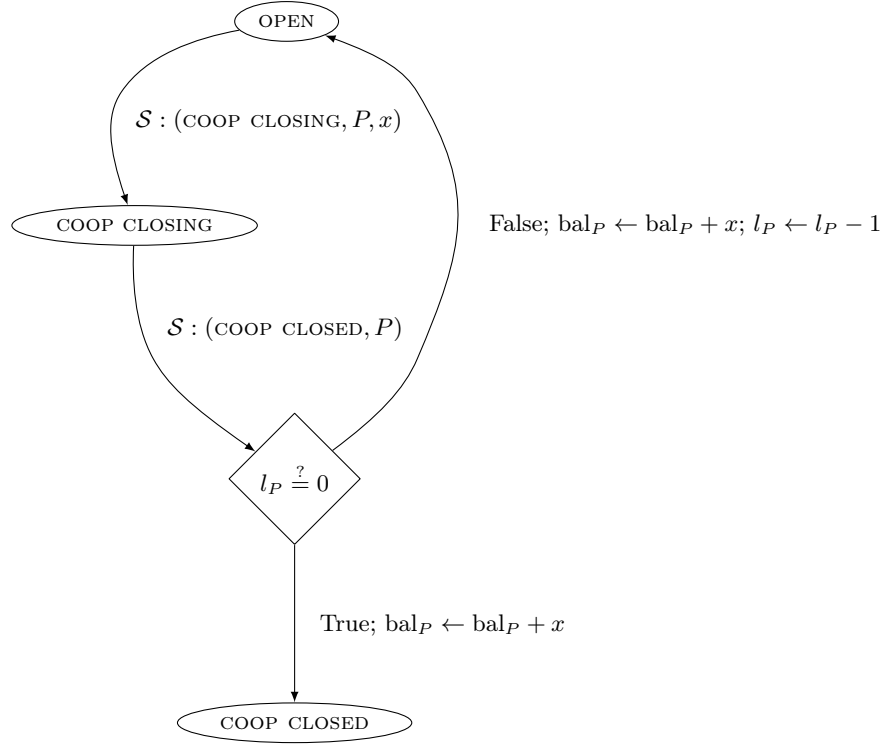 OPEN
𝒮 : (COOP CLOSING, P, x)
COOP CLOSING
False; bal_P ← bal_P + x; l_P ← l_P − 1
𝒮 : (COOP CLOSED, P)
l_P ≟ 0
True; bal_P ← bal_P + x
COOP CLOSED